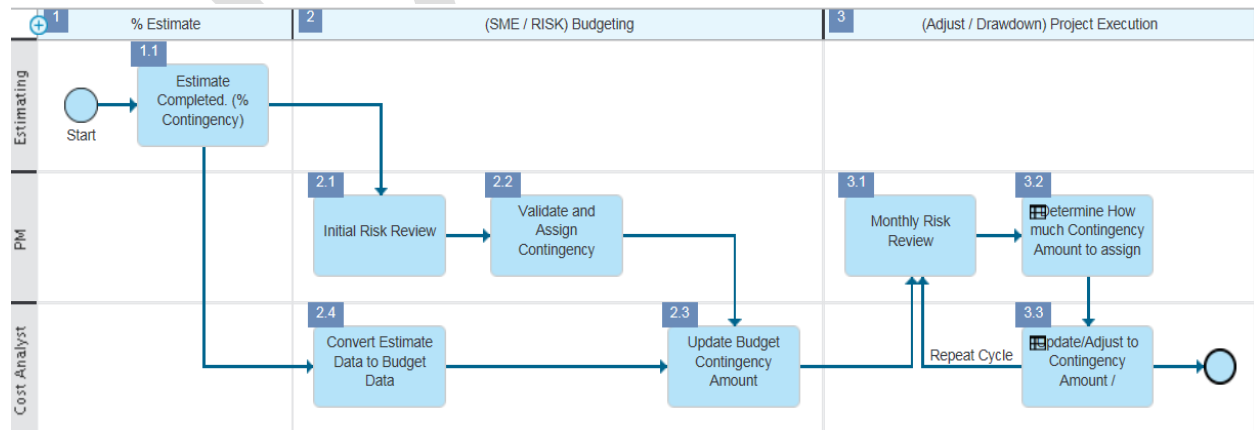 1
% Estimate
2
(SME / RISK) Budgeting
3
(Adjust / Drawdown) Project Execution
Estimating
Start
1.1
Estimate
Completed. (%
Contingency)
PM
2.1
Initial Risk Review
2.2
Validate and
Assign
Contingency
3.1
Monthly Risk
Review
3.2
Determine How
much Contingency
Amount to assign
Cost Analyst
2.4
Convert Estimate
Data to Budget
Data
2.3
Update Budget
Contingency
Amount
Repeat Cycle
3.3
Update/Adjust to
Contingency
Amount /